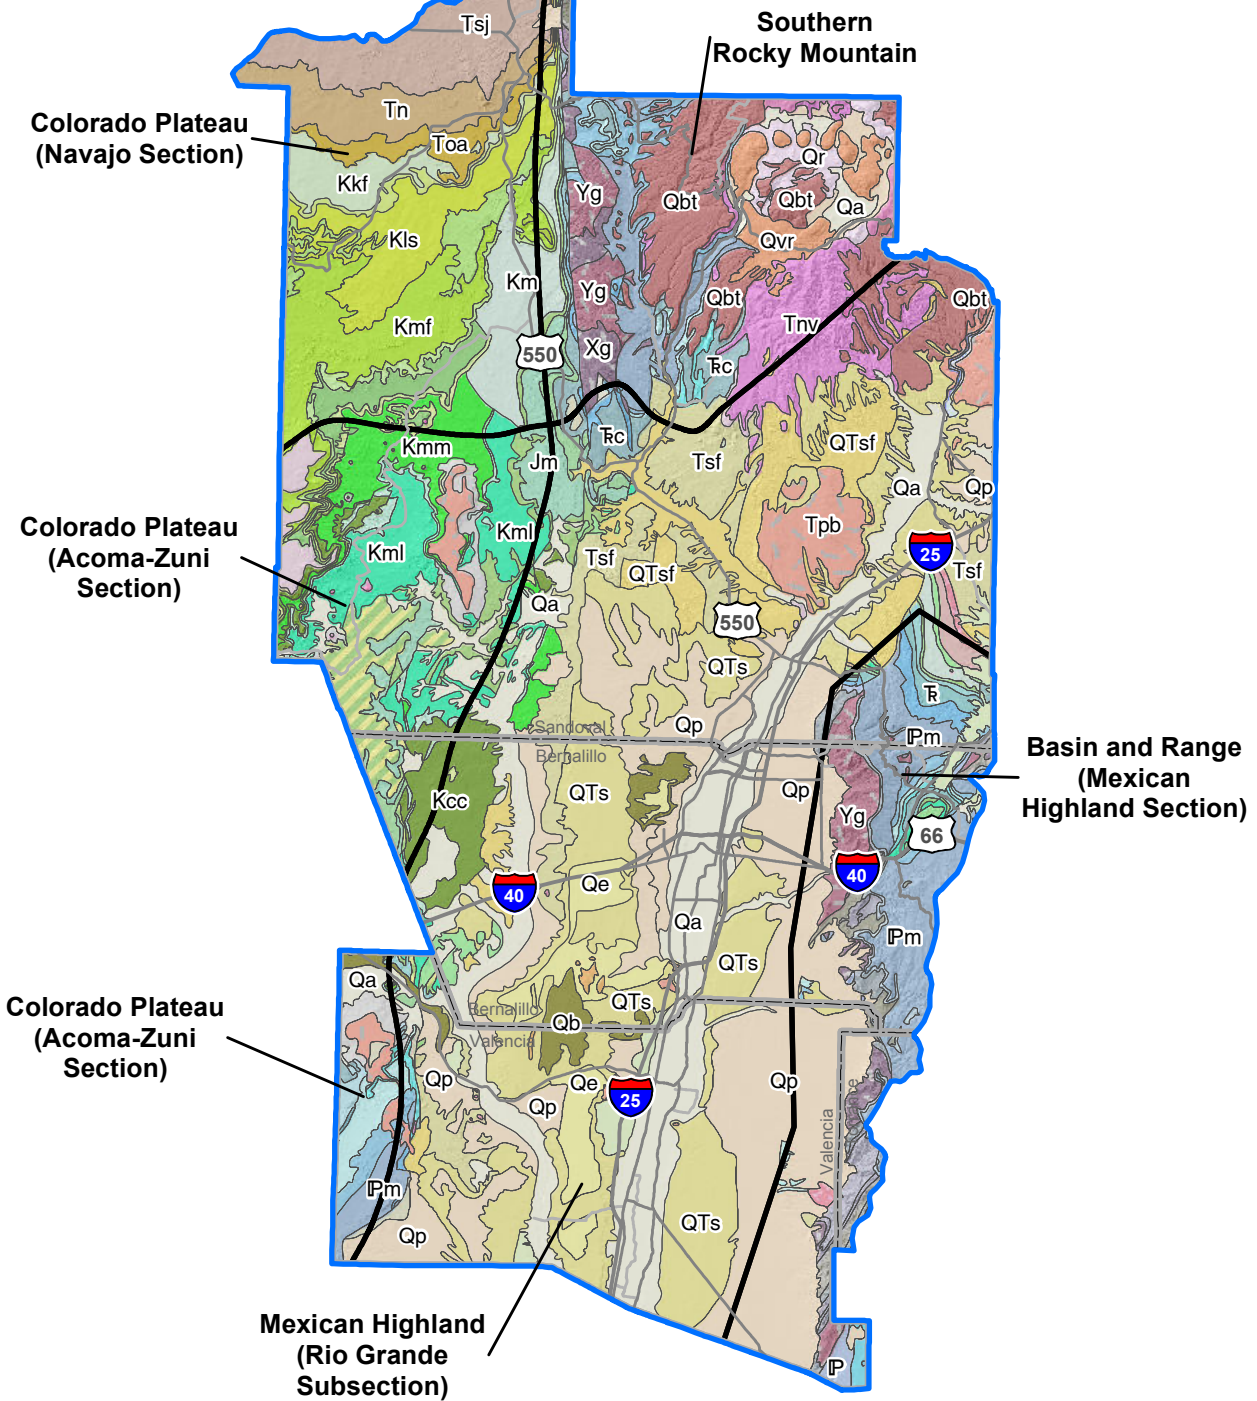 Tsj
Southern
Rocky Mountain
Tn
Colorado Plateau
(Navajo Section)
Toa
Qr
Kkf
Yg
Qbt
Qbt
Qa
Kls
Qvr
Km
Yg
Qbt
Qbt
Kmf
Tnv
550
Xg
Ꞧc
Kmm
Ꞧc
QTsf
Jm
Tsf
Qa
Qp
Colorado Plateau
(Acoma-Zuni
Section)
Kml
Kml
Tpb
Tsf
QTsf
25
Tsf
Qa
550
QTs
Ꞧ
Sandoval
Qp
ℙm
Bernalillo
Basin and Range
(Mexican
Highland Section)
Kcc
QTs
Qp
Yg
66
40
Qe
40
Qa
ℙm
QTs
Colorado Plateau
(Acoma-Zuni
Section)
Qa
QTs
Bernalillo
Qb
Valencia
Qp
Qe
Qp
25
Qp
Valencia
ℙm
Qp
QTs
Mexican Highland
(Rio Grande
Subsection)
ℙ